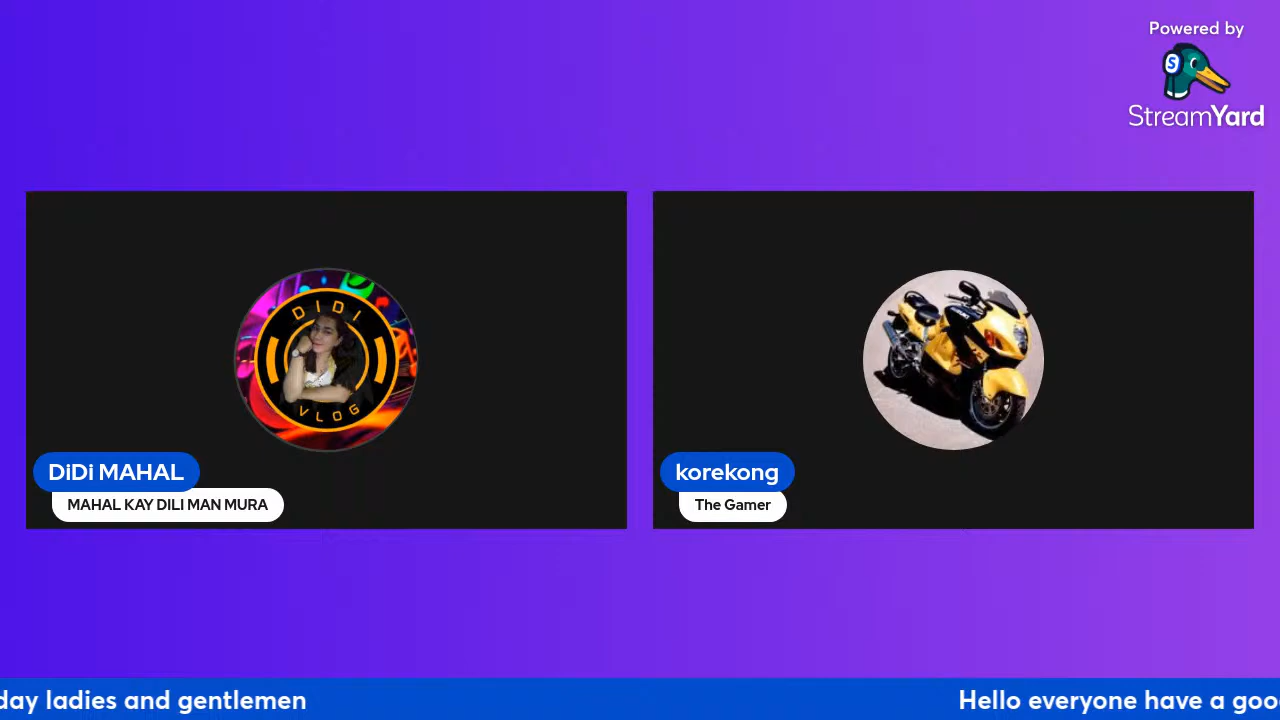 Powered by
StreamYard
DIDI
VLOG
DiDi MAHAL
MAHAL KAY DILI MAN MURA
korekong
The Gamer
day ladies and gentlemen
Hello everyone have a goo